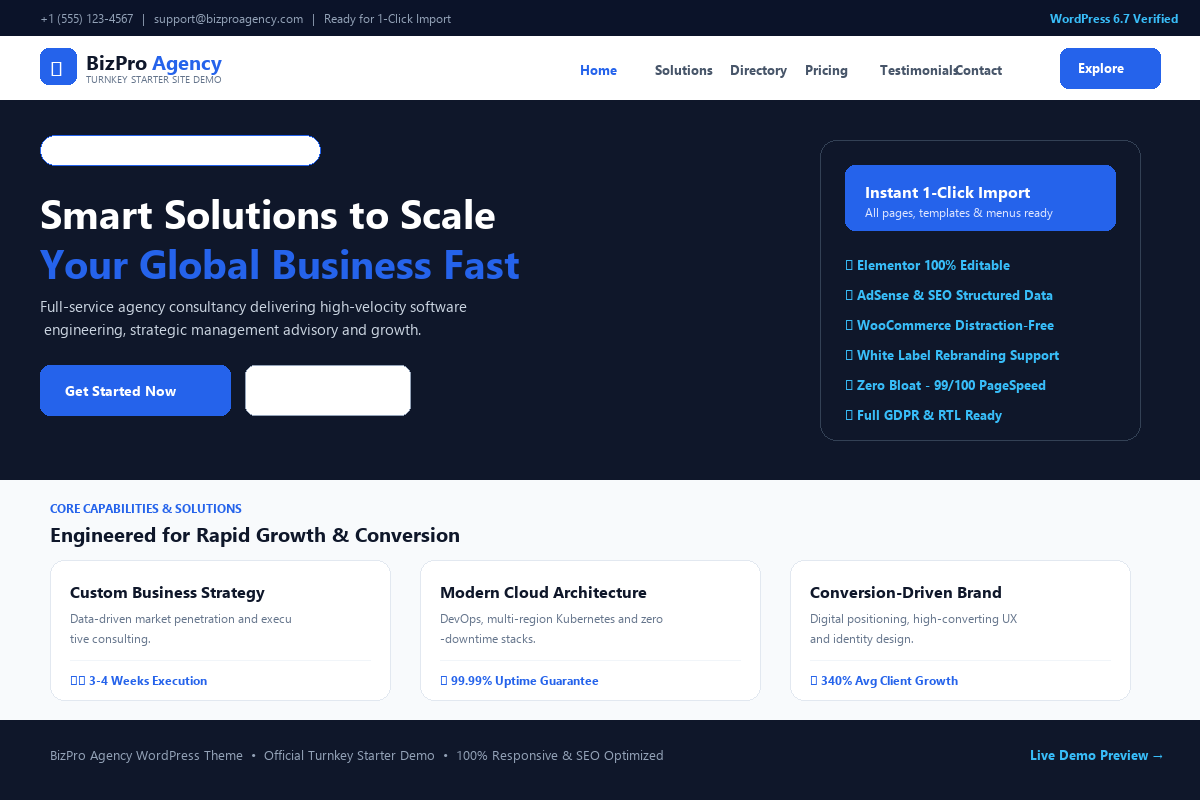 +1 (555) 123-4567 | support@bizproagency.com | Ready for 1-Click Import
WordPress 6.7 Verified
BizPro Agency
TURNKEY STARTER SITE DEMO
Home Solutions Directory Pricing Testimonials Contact
Explore
Smart Solutions to Scale
Your Global Business Fast
Full-service agency consultancy delivering high-velocity software
engineering, strategic management advisory and growth.
Get Started Now
Instant 1-Click Import
All pages, templates & menus ready
Elementor 100% Editable
AdSense & SEO Structured Data
WooCommerce Distraction-Free
White Label Rebranding Support
Zero Bloat - 99/100 PageSpeed
Full GDPR & RTL Ready
CORE CAPABILITIES & SOLUTIONS
Engineered for Rapid Growth & Conversion
Custom Business Strategy
Data-driven market penetration and execu
tive consulting.
3-4 Weeks Execution
Modern Cloud Architecture
DevOps, multi-region Kubernetes and zero
-downtime stacks.
99.99% Uptime Guarantee
Conversion-Driven Brand
Digital positioning, high-converting UX
and identity design.
340% Avg Client Growth
BizPro Agency WordPress Theme • Official Turnkey Starter Demo • 100% Responsive & SEO Optimized
Live Demo Preview →